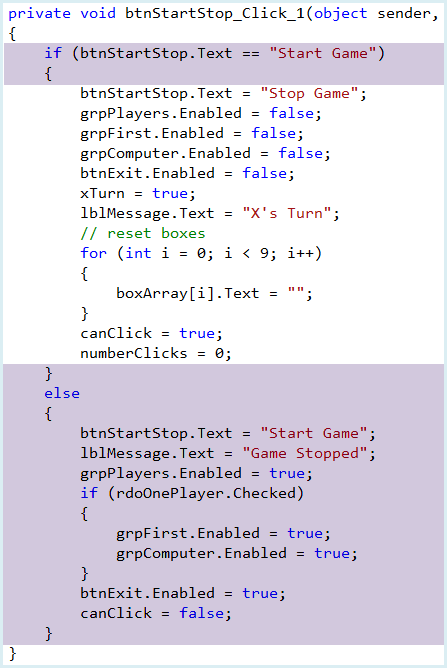 private void btnStartStop_Click_1(object sender,
{
    if (btnStartStop.Text == "Start Game")
    {
        btnStartStop.Text = "Stop Game";
        grpPlayers.Enabled = false;
        grpFirst.Enabled = false;
        grpComputer.Enabled = false;
        btnExit.Enabled = false;
        xTurn = true;
        lblMessage.Text = "X's Turn";
        // reset boxes
        for (int i = 0; i < 9; i++)
        {
            boxArray[i].Text = "";
        }
        canClick = true;
        numberClicks = 0;
    }
    else
    {
        btnStartStop.Text = "Start Game";
        lblMessage.Text = "Game Stopped";
        grpPlayers.Enabled = true;
        if (rdoOnePlayer.Checked)
        {
            grpFirst.Enabled = true;
            grpComputer.Enabled = true;
        }
        btnExit.Enabled = true;
        canClick = false;
    }
}